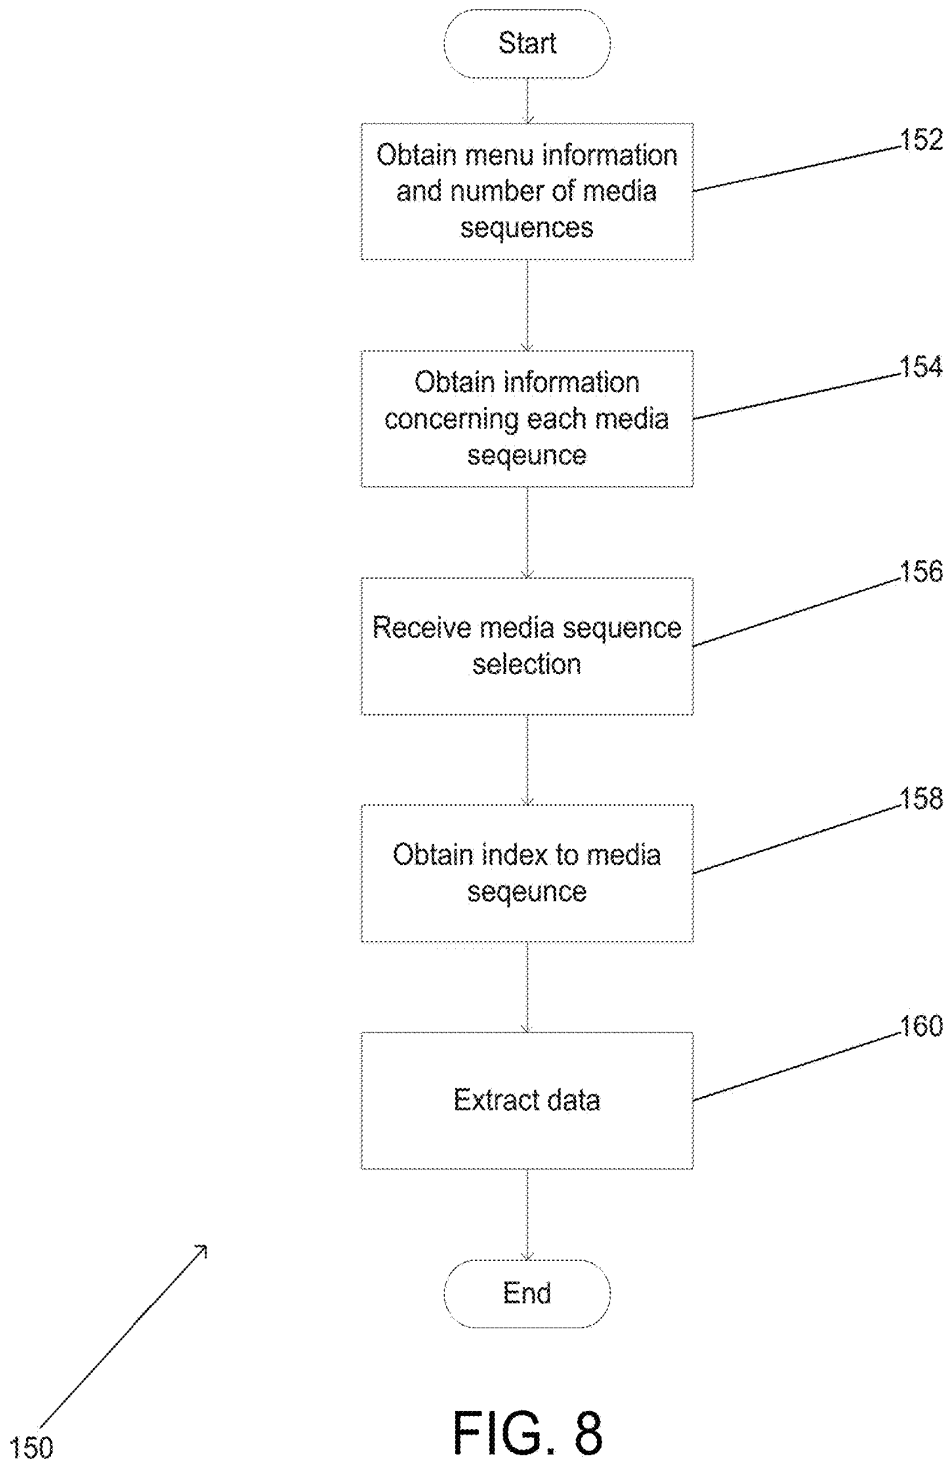 Start
Obtain menu information
and number of media
sequences
152
Obtain information
concerning each media
seqeunce
154
Receive media sequence
selection
156
Obtain index to media
seqeunce
158
Extract data
160
End
150
FIG. 8